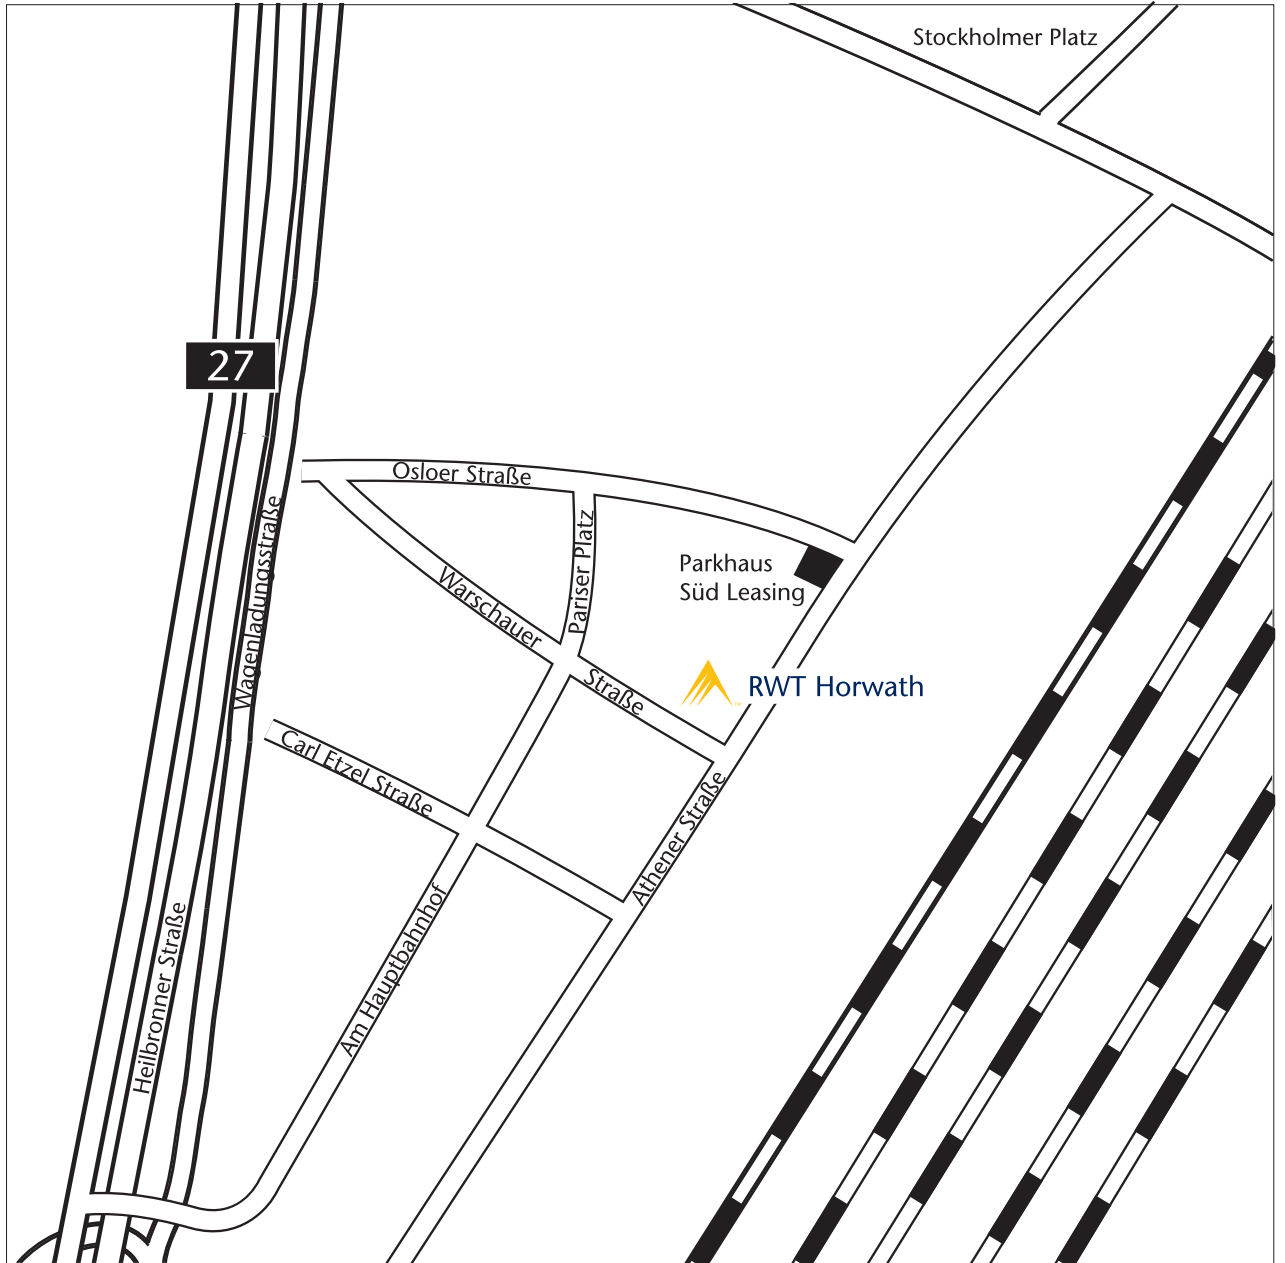 Stockholmer Platz
27
Osloer Straße
Pariser Platz
Warschauer
Straße
Parkhaus
Süd Leasing
RWT Horwath
Wagenladungsstraße
Carl Etzel Straße
Athener Straße
Am Hauptbahnhof
Heilbronner Straße